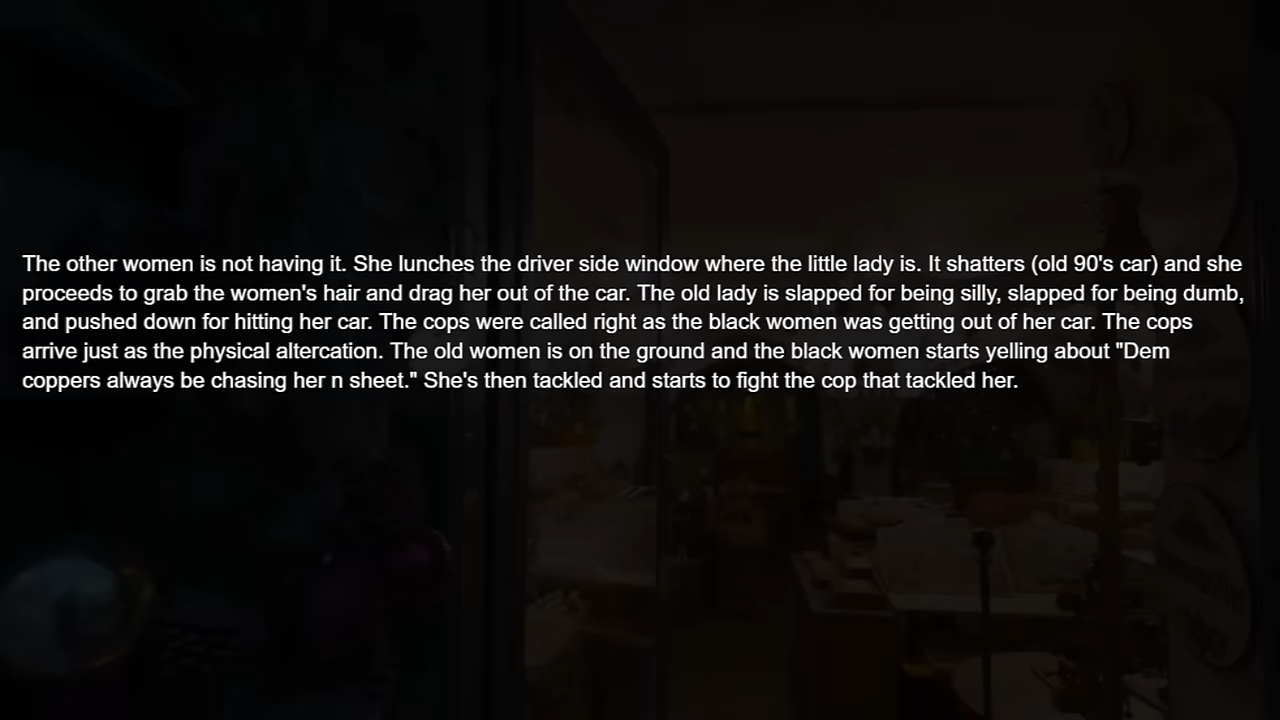 The other women is not having it. She lunches the driver side window where the little lady is. It shatters (old 90's car) and she
proceeds to grab the women's hair and drag her out of the car. The old lady is slapped for being silly, slapped for being dumb,
and pushed down for hitting her car. The cops were called right as the black women was getting out of her car. The cops
arrive just as the physical altercation. The old women is on the ground and the black women starts yelling about "Dem
coppers always be chasing her n sheet." She's then tackled and starts to fight the cop that tackled her.